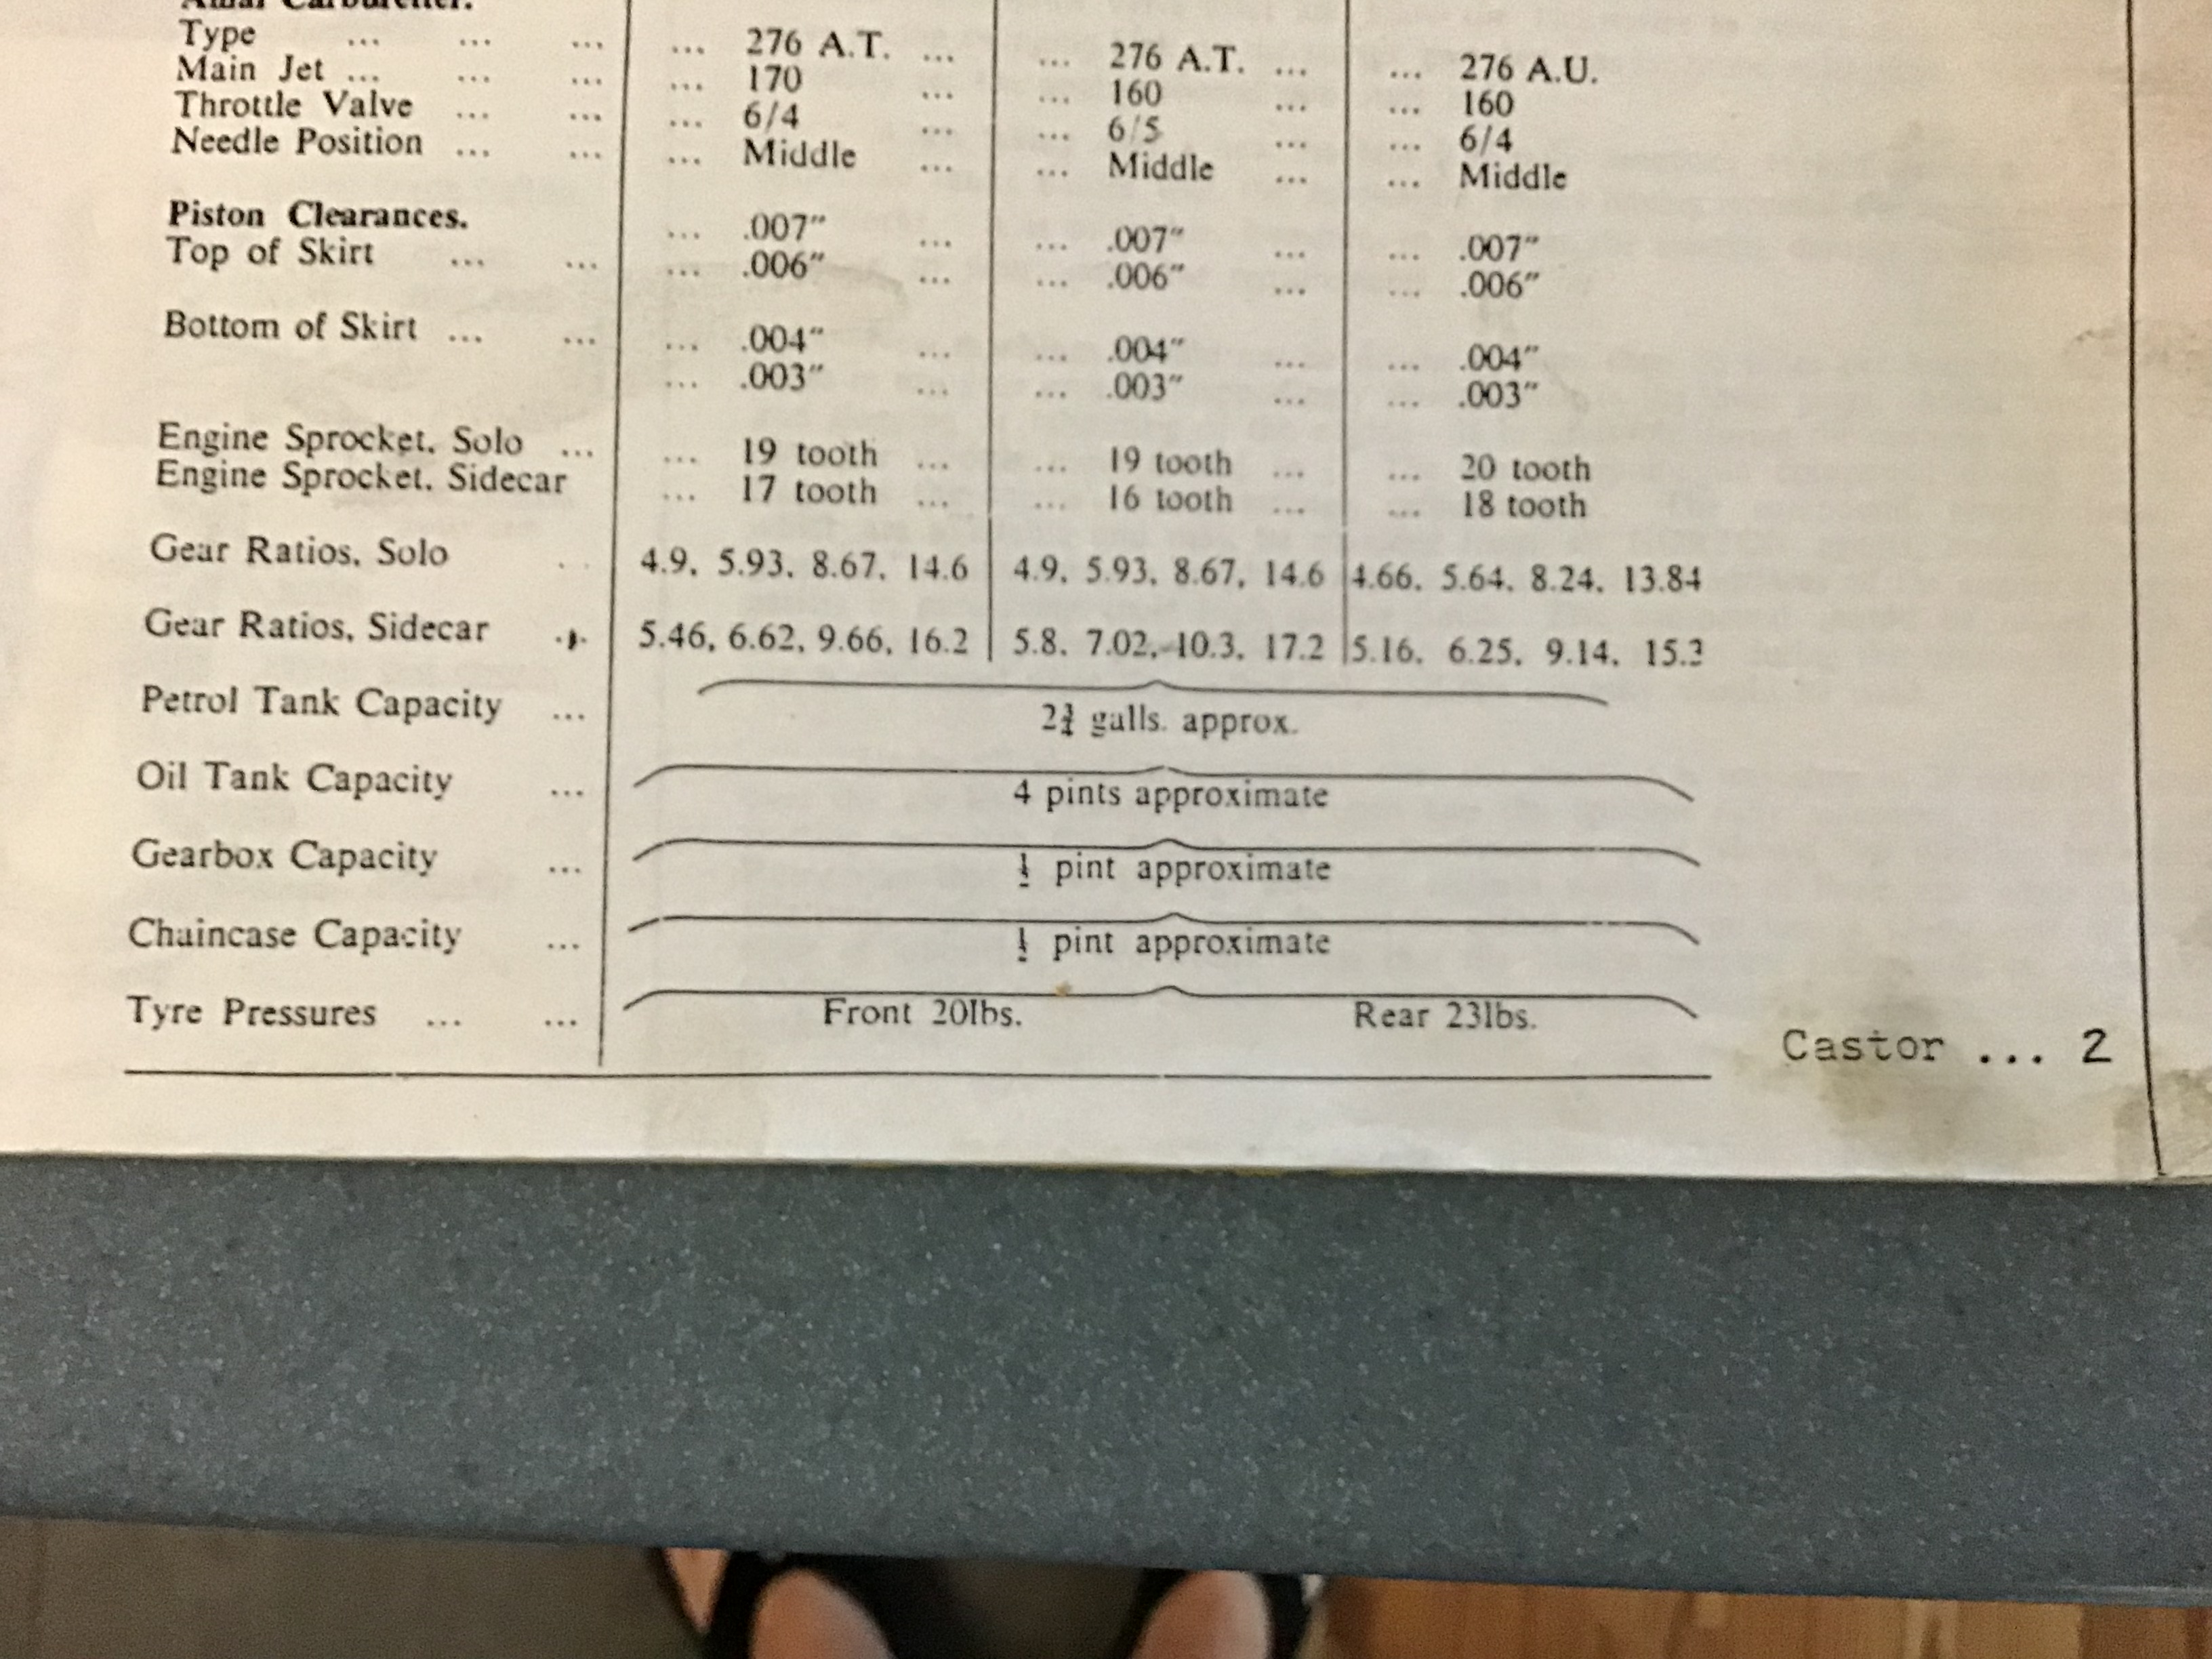 Amal Carburetter.
Type ... ... ... ... 276 A.T. ... ... 276 A.T. ... ... 276 A.U.
Main Jet ... ... ... ... 170 ... ... 160 ... ... 160
Throttle Valve ... ... ... 6/4 ... ... 6/5 ... ... 6/4
Needle Position ... ... ... Middle ... ... Middle ... ... Middle
Piston Clearances.
Top of Skirt ... ... ... .007" ... ... .007" ... ... .007"
... .006" ... ... .006" ... ... .006"
Bottom of Skirt ... ... ... .004" ... ... .004" ... ... .004"
... .003" ... ... .003" ... ... .003"
Engine Sprocket, Solo ... ... 19 tooth ... ... 19 tooth ... ... 20 tooth
Engine Sprocket, Sidecar ... 17 tooth ... ... 16 tooth ... ... 18 tooth
Gear Ratios, Solo .. 4.9, 5.93, 8.67, 14.6 4.9, 5.93, 8.67, 14.6 4.66, 5.64, 8.24, 13.84
Gear Ratios, Sidecar ... 5.46, 6.62, 9.66, 16.2 5.8, 7.02, 10.3, 17.2 5.16, 6.25, 9.14, 15.3
Petrol Tank Capacity ... 2¾ galls. approx.
Oil Tank Capacity ... 4 pints approximate
Gearbox Capacity ... pint approximate
Chaincase Capacity ... pint approximate
Tyre Pressures ... ... Front 20lbs. Rear 23lbs.
Castor ... 2